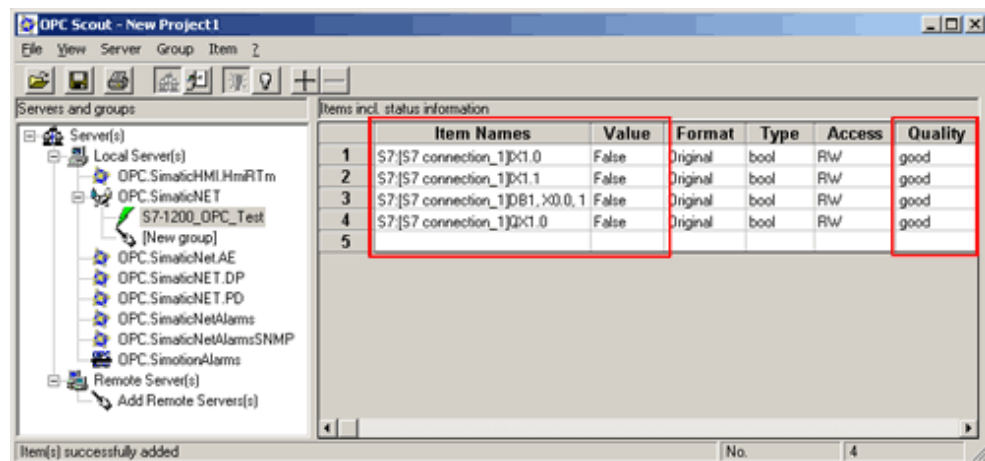 OPC Scout - New Project1
File View Server Group Item ?
Servers and groups
Items incl. status information
Server(s)
Local Server(s)
OPC.SimaticHMI.HmiRTm
OPC.SimaticNET
S7-1200_OPC_Test
[New group]
OPC.SimaticNet.AE
OPC.SimaticNET.DP
OPC.SimaticNET.PD
OPC.SimaticNetAlarms
OPC.SimaticNetAlarmsSNMP
OPC.SimotionAlarms
Remote Server(s)
Add Remote Servers(s)
Item Names Value Format Type Access Quality
1 S7:[S7 connection_1]IX1.0 False Original bool RW good
2 S7:[S7 connection_1]IX1.1 False Original bool RW good
3 S7:[S7 connection_1]DB1, X0.0, 1 False Original bool RW good
4 S7:[S7 connection_1]QX1.0 False Original bool RW good
5
Item(s) successfully added No. 4